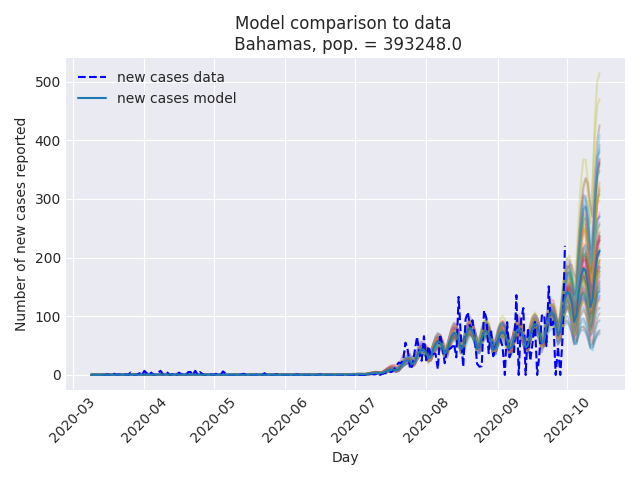 Model comparison to data
Bahamas, pop. = 393248.0
new cases data
new cases model
Number of new cases reported
500
400
300
200
100
0
2020-03
2020-04
2020-05
2020-06
2020-07
2020-08
2020-09
2020-10
Day